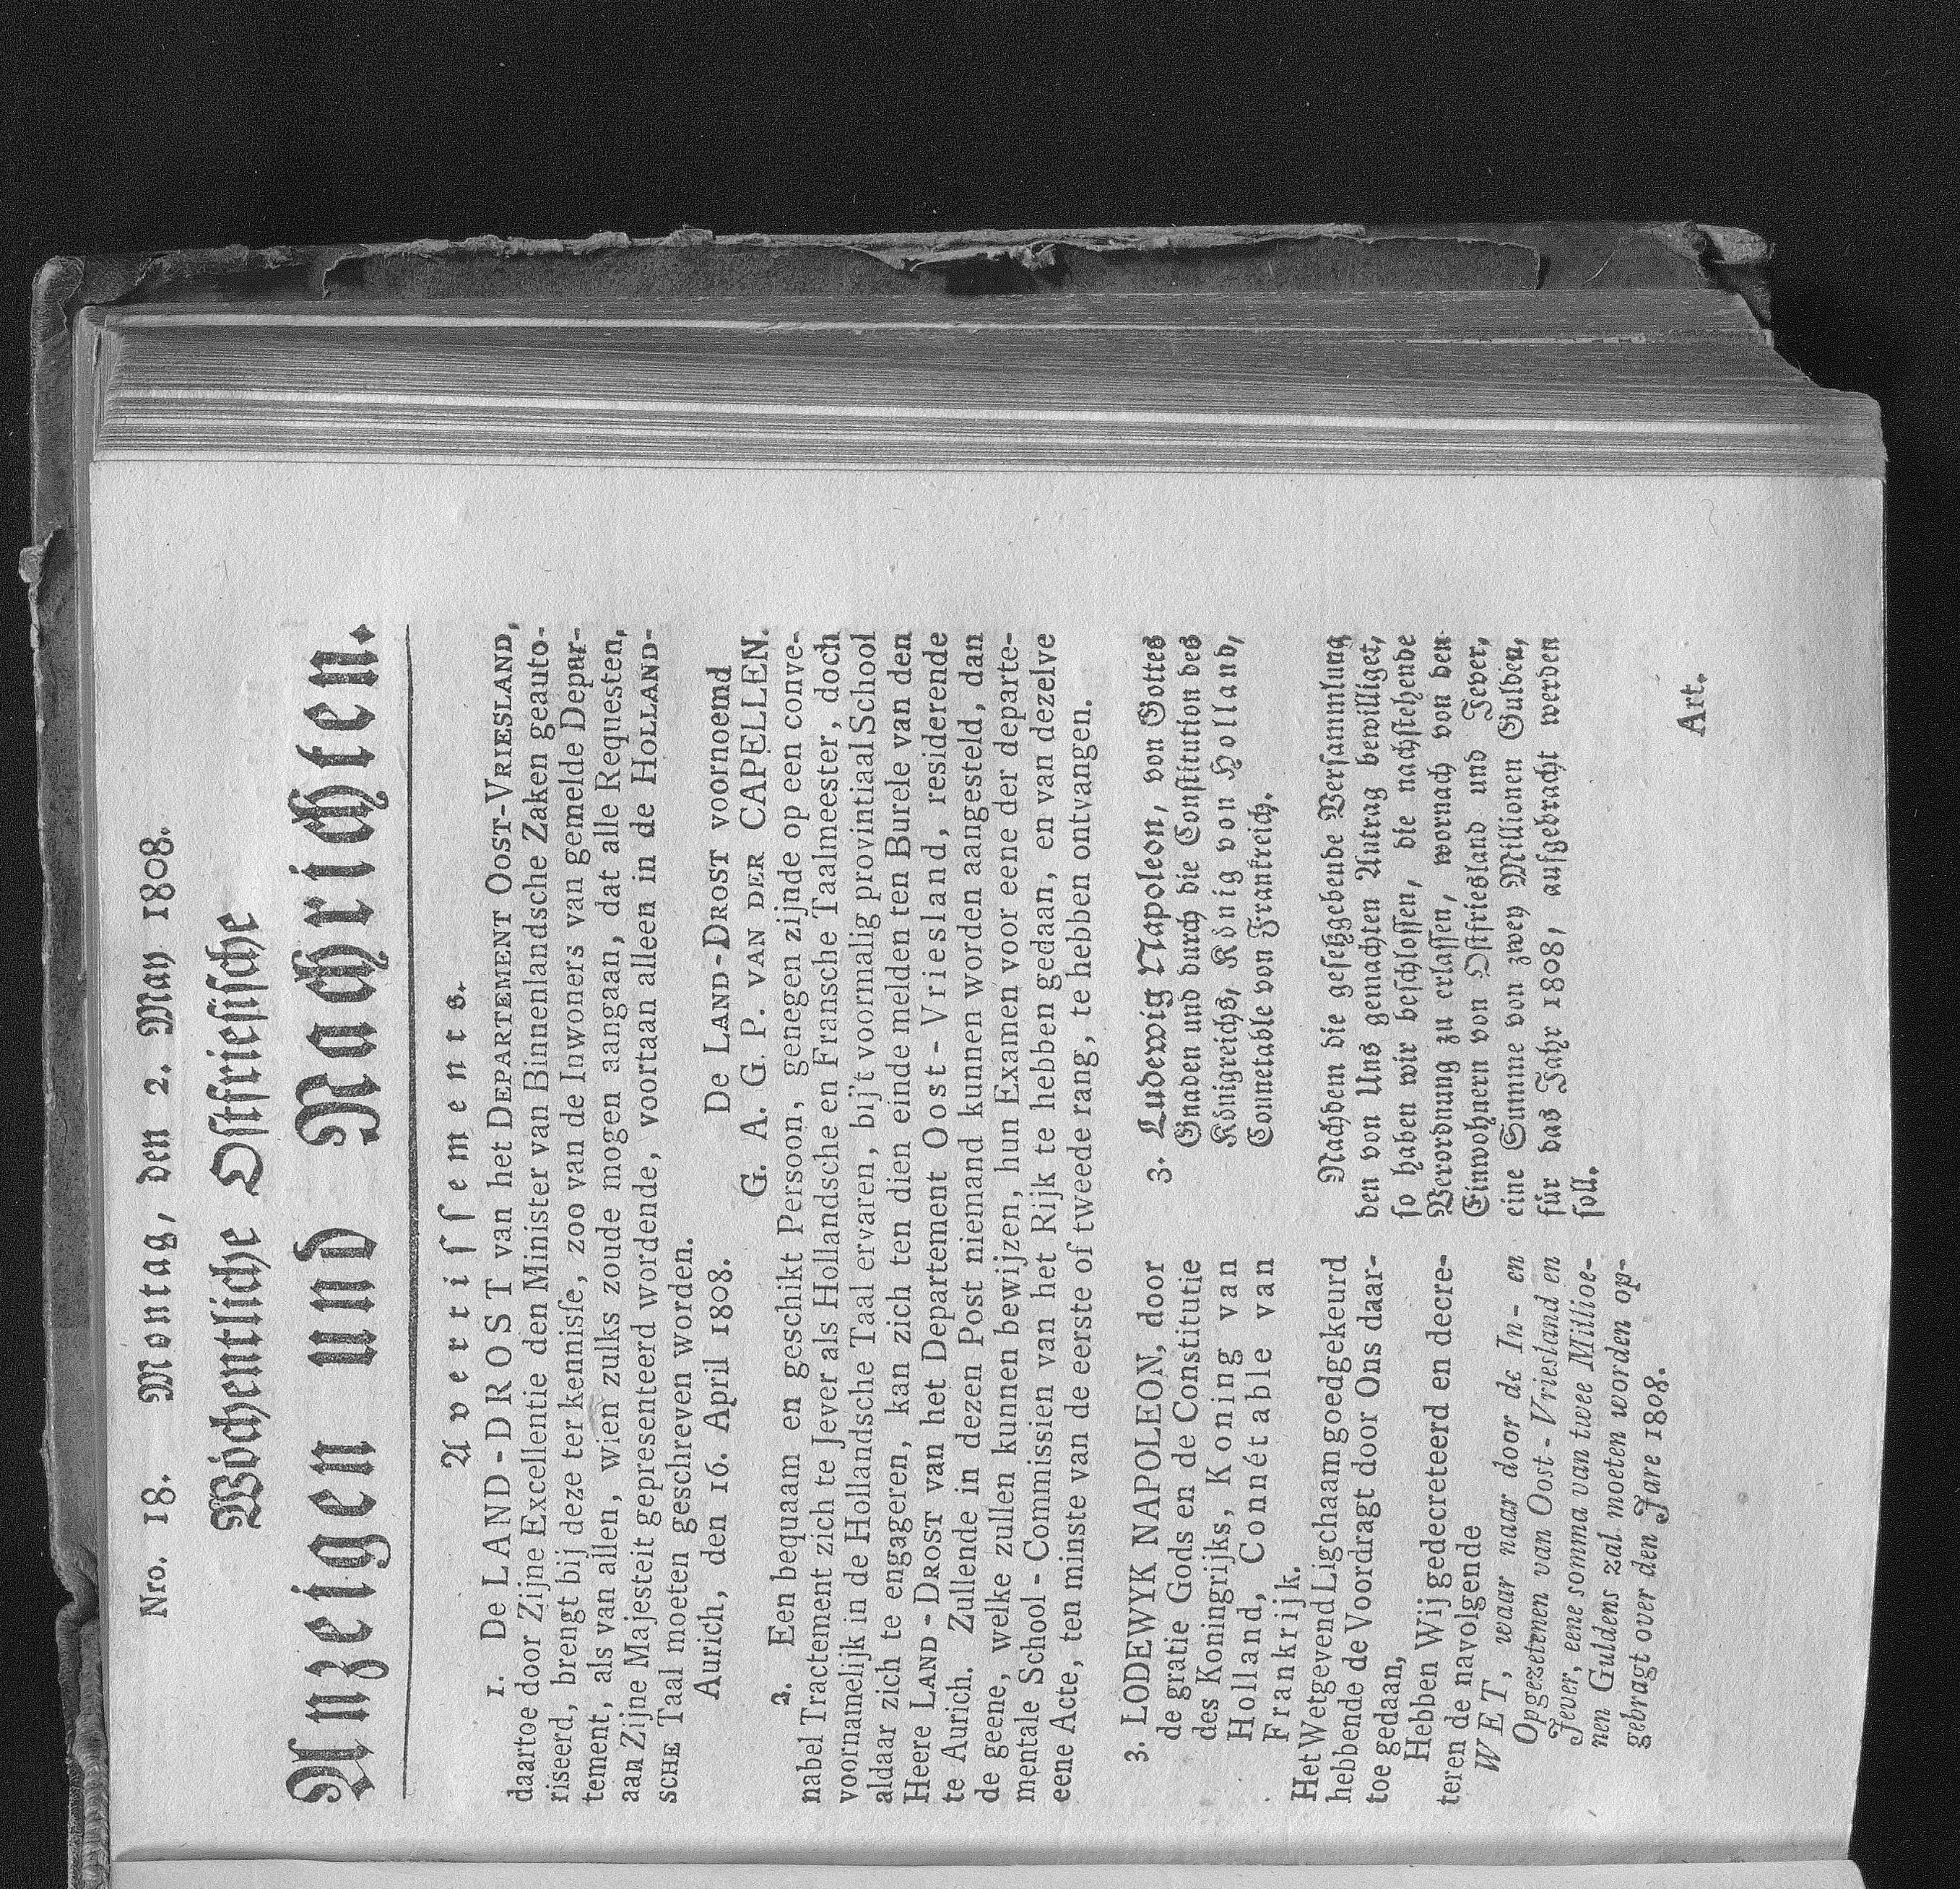 Nro. 18. Montag, den 2. May 1808.
Wöchentliche Ostfriesische
Anzeigen und Nachrichten.
Avertissements.
1. De LAND-DROST van het DEPARTEMENT OOST-VRIESLAND,
daartoe door Zijne Excellentie den Minister van Binnenlandsche Zaken geauto-
riseerd, brengt bij deze ter kennisse, zoo van de Inwoners van gemelde Depar-
tement, als van allen, wien zulks zoude mogen aangaan, dat alle Requesten,
aan Zijne Majesteit gepresenteerd wordende, voortaan alleen in de HOLLAND-
SCHE Taal moeten geschreven worden.
Aurich, den 16. April 1808.
De LAND-DROST voornoemd
G. A. G. P. VAN DER CAPELLEN.
2. Een bequaam en geschikt Persoon, genegen zijnde op een conve-
nabel Tractement zich te Jever als Hollandsche en Fransche Taalmeester, doch
voornamelijk in de Hollandsche Taal ervaren, bij't voormalig provintiaal School
aldaar zich te engageren, kan zich ten dien einde melden ten Burele van den
Heere LAND-DROST van het Departement Oost-Vriesland, residerende
te Aurich. Zullende in dezen Post niemand kunnen worden aangesteld, dan
de geene, welke zullen kunnen bewijzen, hun Examen voor eene der departe-
mentale School-Commissien van het Rijk te hebben gedaan, en van dezelve
eene Acte, ten minste van de eerste of tweede rang, te hebben ontvangen.
3. LODEWYK NAPOLEON, door
de gratie Gods en de Constitutie
des Koningrijks, Koning van
Holland, Connétable van
Frankrijk.
Het Wetgevend Ligchaam goedgekeurd
hebbende de Voordragt door Ons daar-
toe gedaan,
Hebben Wij gedecreteerd en decre-
teren de navolgende
WET, waar naar door de In- en
Opgezetenen van Oost-Vriesland en
Jever, eene somma van twee Millioe-
nen Guldens zal moeten worden op-
gebragt over den Jare 1808.
3. Ludewig Napoleon, von Gottes
Gnaden und durch die Constitution des
Königreichs, König von Holland,
Connetable von Frankreich.
Nachdem die gesetzgebende Versammlung
den von Uns gemachten Antrag bewilliget,
so haben wir beschlossen, die nachstehende
Verordnung zu erlassen, wornach von den
Einwohnern von Ostfriesland und Jever,
eine Summe von zwey Millionen Gulden,
für das Jahr 1808, aufgebracht werden
soll.
Art.